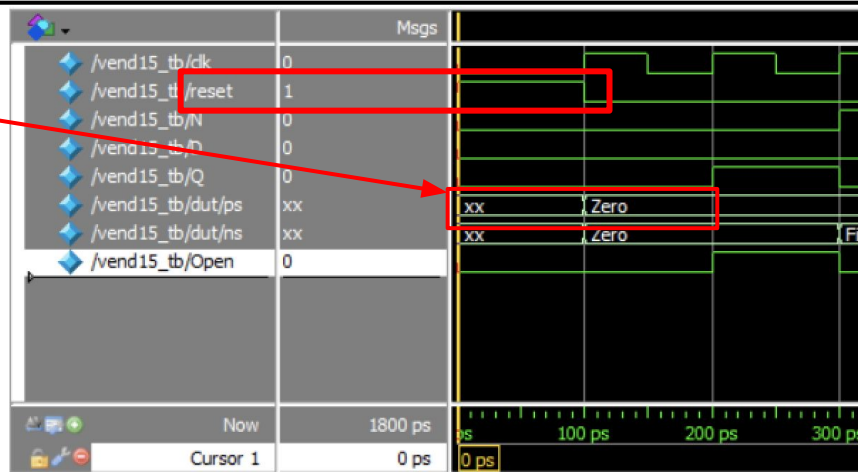 Msgs
/vend15_tb/clk 0
/vend15_tb/reset 1
/vend15_tb/N 0
/vend15_tb/D 0
/vend15_tb/Q 0
/vend15_tb/dut/ps xx xx Zero
/vend15_tb/dut/ns xx xx Zero Fi
/vend15_tb/Open 0
Now 1800 ps ps 100 ps 200 ps 300 ps
Cursor 1 0 ps 0 ps